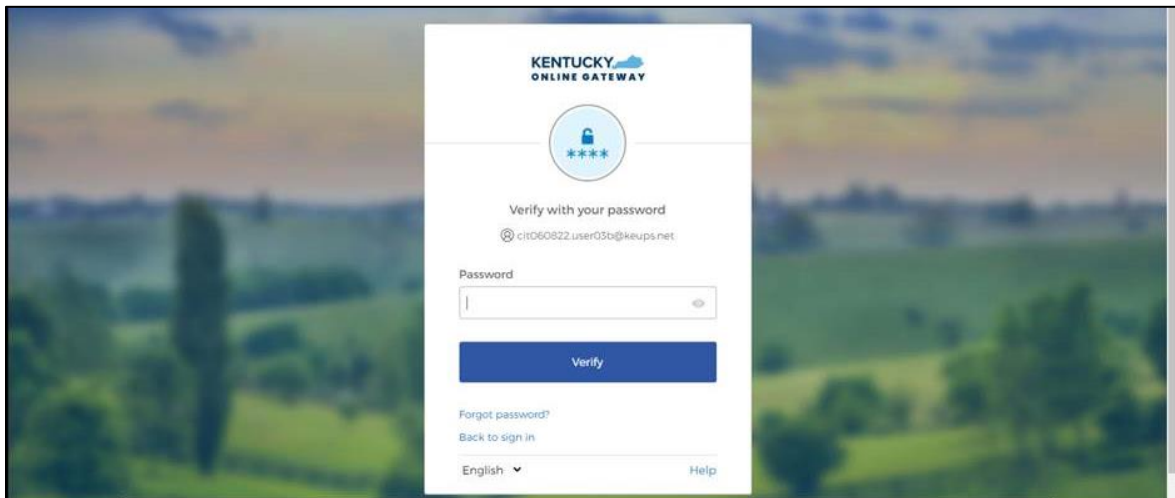 KENTUCKY
ONLINE GATEWAY
****
Verify with your password
cit060822.user03b@keups.net
Password
Verify
Forgot password?
Back to sign in
English
Help